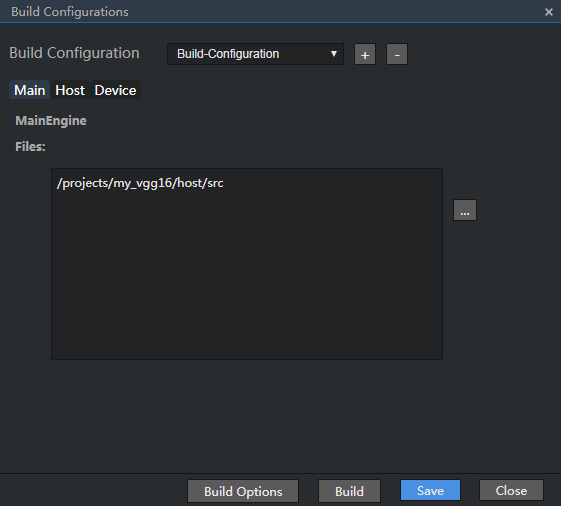 Build Configurations ×
Build Configuration Build-Configuration ▼ + -
Main Host Device
MainEngine
Files:
/projects/my_vgg16/host/src
...
Build Options Build Save Close